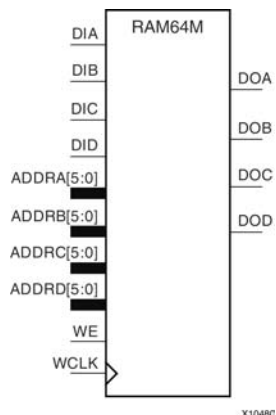 RAM64M
DIA
DIB
DIC
DID
ADDRA[5:0]
ADDRB[5:0]
ADDRC[5:0]
ADDRD[5:0]
WE
WCLK
DOA
DOB
DOC
DOD
X10480